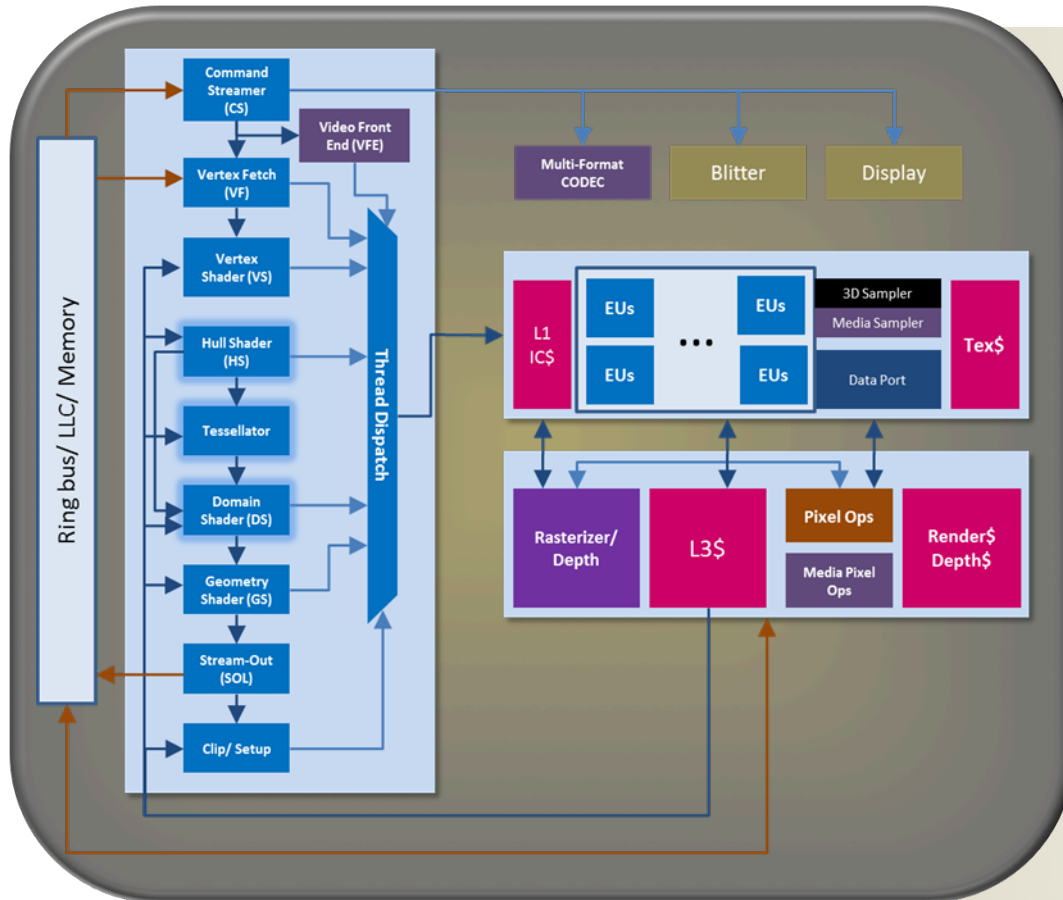 Command
Streamer
(CS)
Video Front
End (VFE)
Vertex Fetch
(VF)
Vertex
Shader (VS)
Hull Shader
(HS)
Tessellator
Domain
Shader (DS)
Geometry
Shader (GS)
Stream-Out
(SOL)
Clip/ Setup
Ring bus/ LLC/ Memory
Thread Dispatch
Multi-Format
CODEC
Blitter
Display
L1
IC$
EUs
EUs
...
EUs
EUs
3D Sampler
Media Sampler
Data Port
Tex$
Rasterizer/
Depth
L3$
Pixel Ops
Media Pixel
Ops
Render$
Depth$